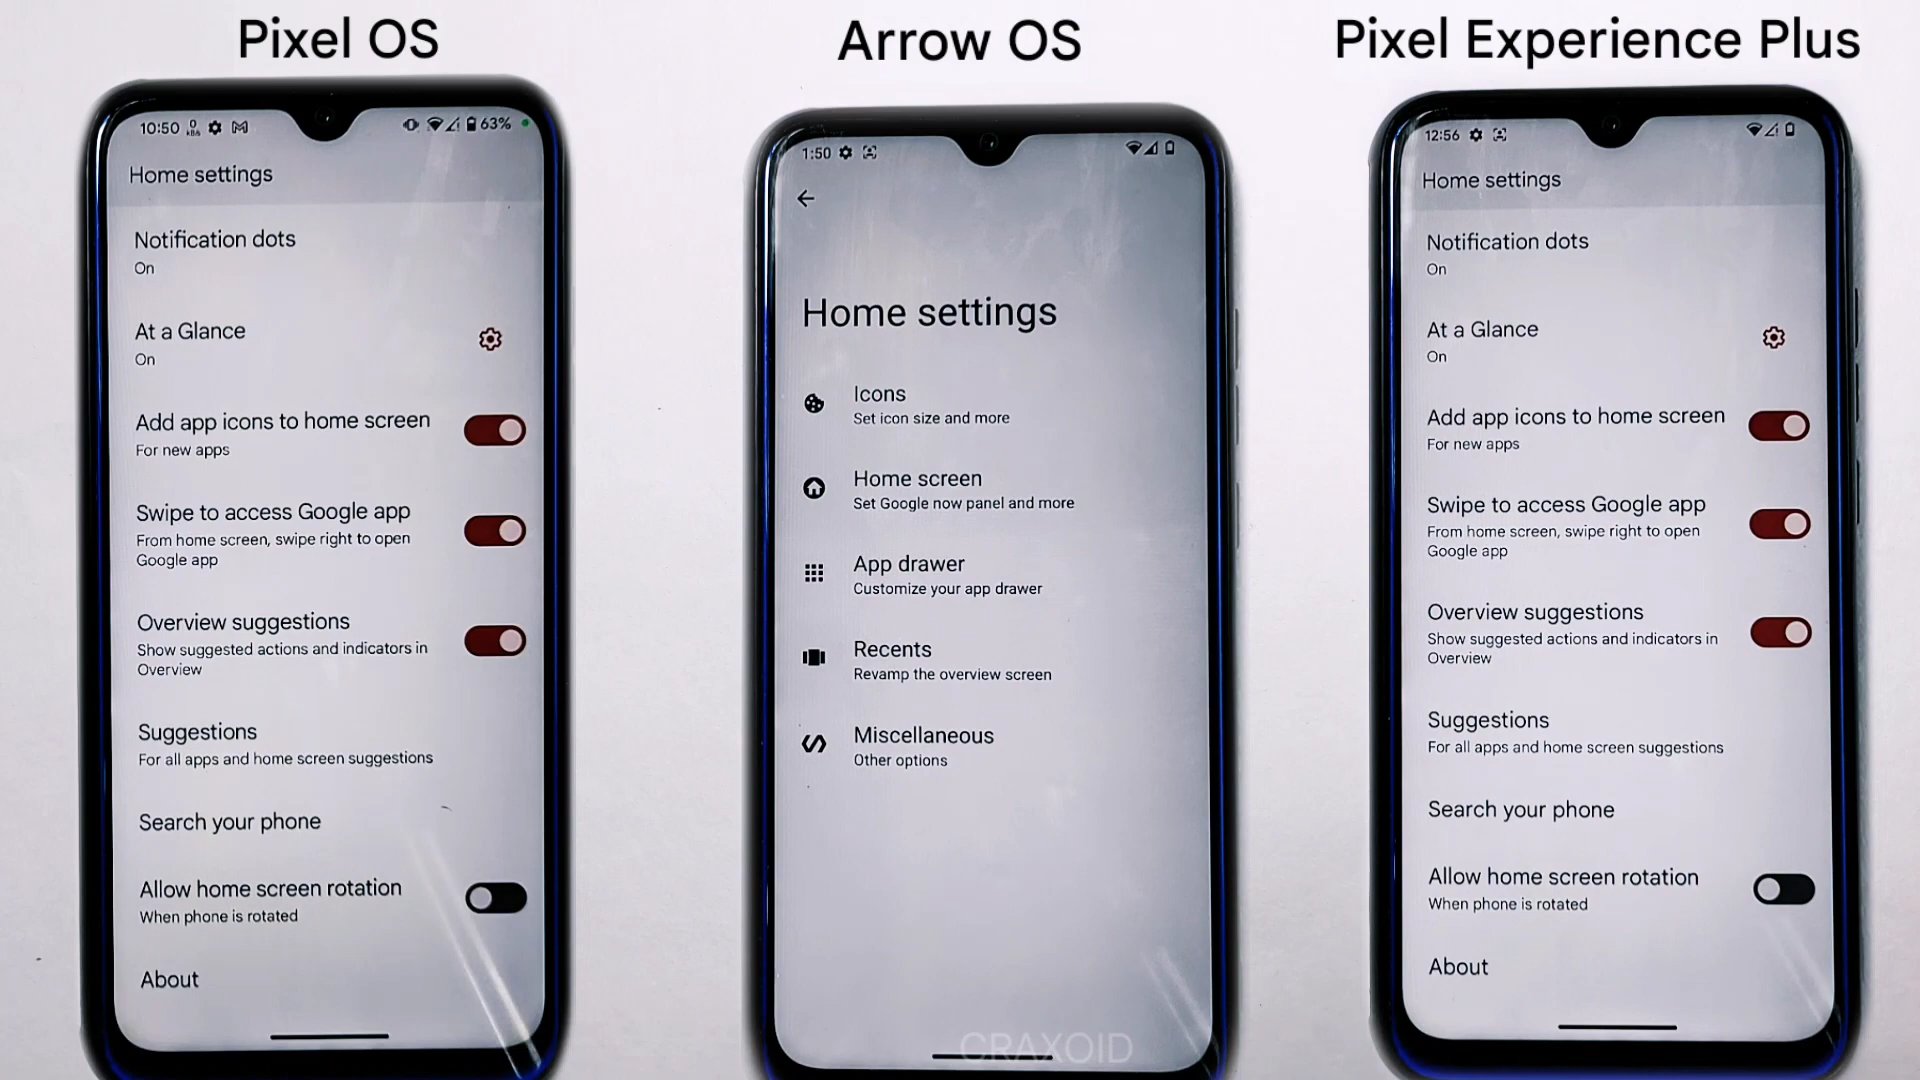 Pixel OS
10:50 0 KB/s 63%
Home settings
Notification dots
On
At a Glance
On
Add app icons to home screen
For new apps
Swipe to access Google app
From home screen, swipe right to open
Google app
Overview suggestions
Show suggested actions and indicators in
Overview
Suggestions
For all apps and home screen suggestions
Search your phone
Allow home screen rotation
When phone is rotated
About
Arrow OS
1:50
Home settings
Icons
Set icon size and more
Home screen
Set Google now panel and more
App drawer
Customize your app drawer
Recents
Revamp the overview screen
Miscellaneous
Other options
CRAXOID
Pixel Experience Plus
12:56
Home settings
Notification dots
On
At a Glance
On
Add app icons to home screen
For new apps
Swipe to access Google app
From home screen, swipe right to open
Google app
Overview suggestions
Show suggested actions and indicators in
Overview
Suggestions
For all apps and home screen suggestions
Search your phone
Allow home screen rotation
When phone is rotated
About